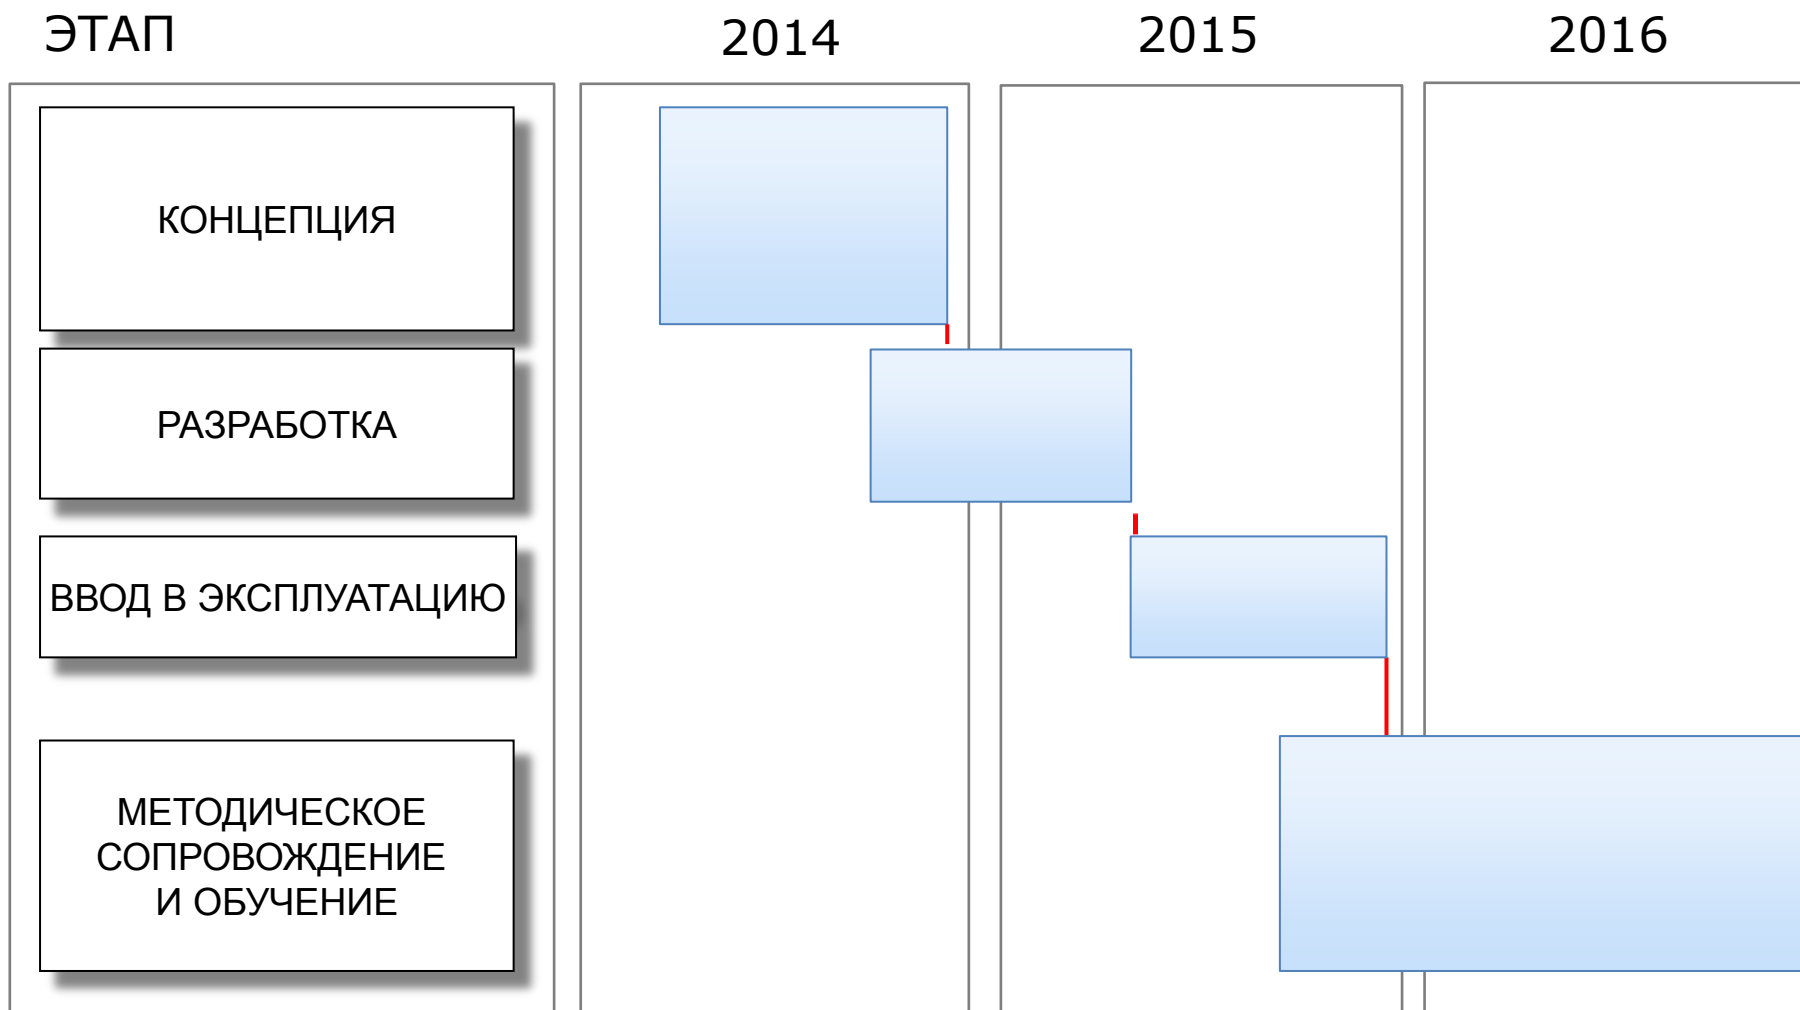 ЭТАП
2014
2015
2016
КОНЦЕПЦИЯ
РАЗРАБОТКА
ВВОД В ЭКСПЛУАТАЦИЮ
МЕТОДИЧЕСКОЕ
СОПРОВОЖДЕНИЕ
И ОБУЧЕНИЕ